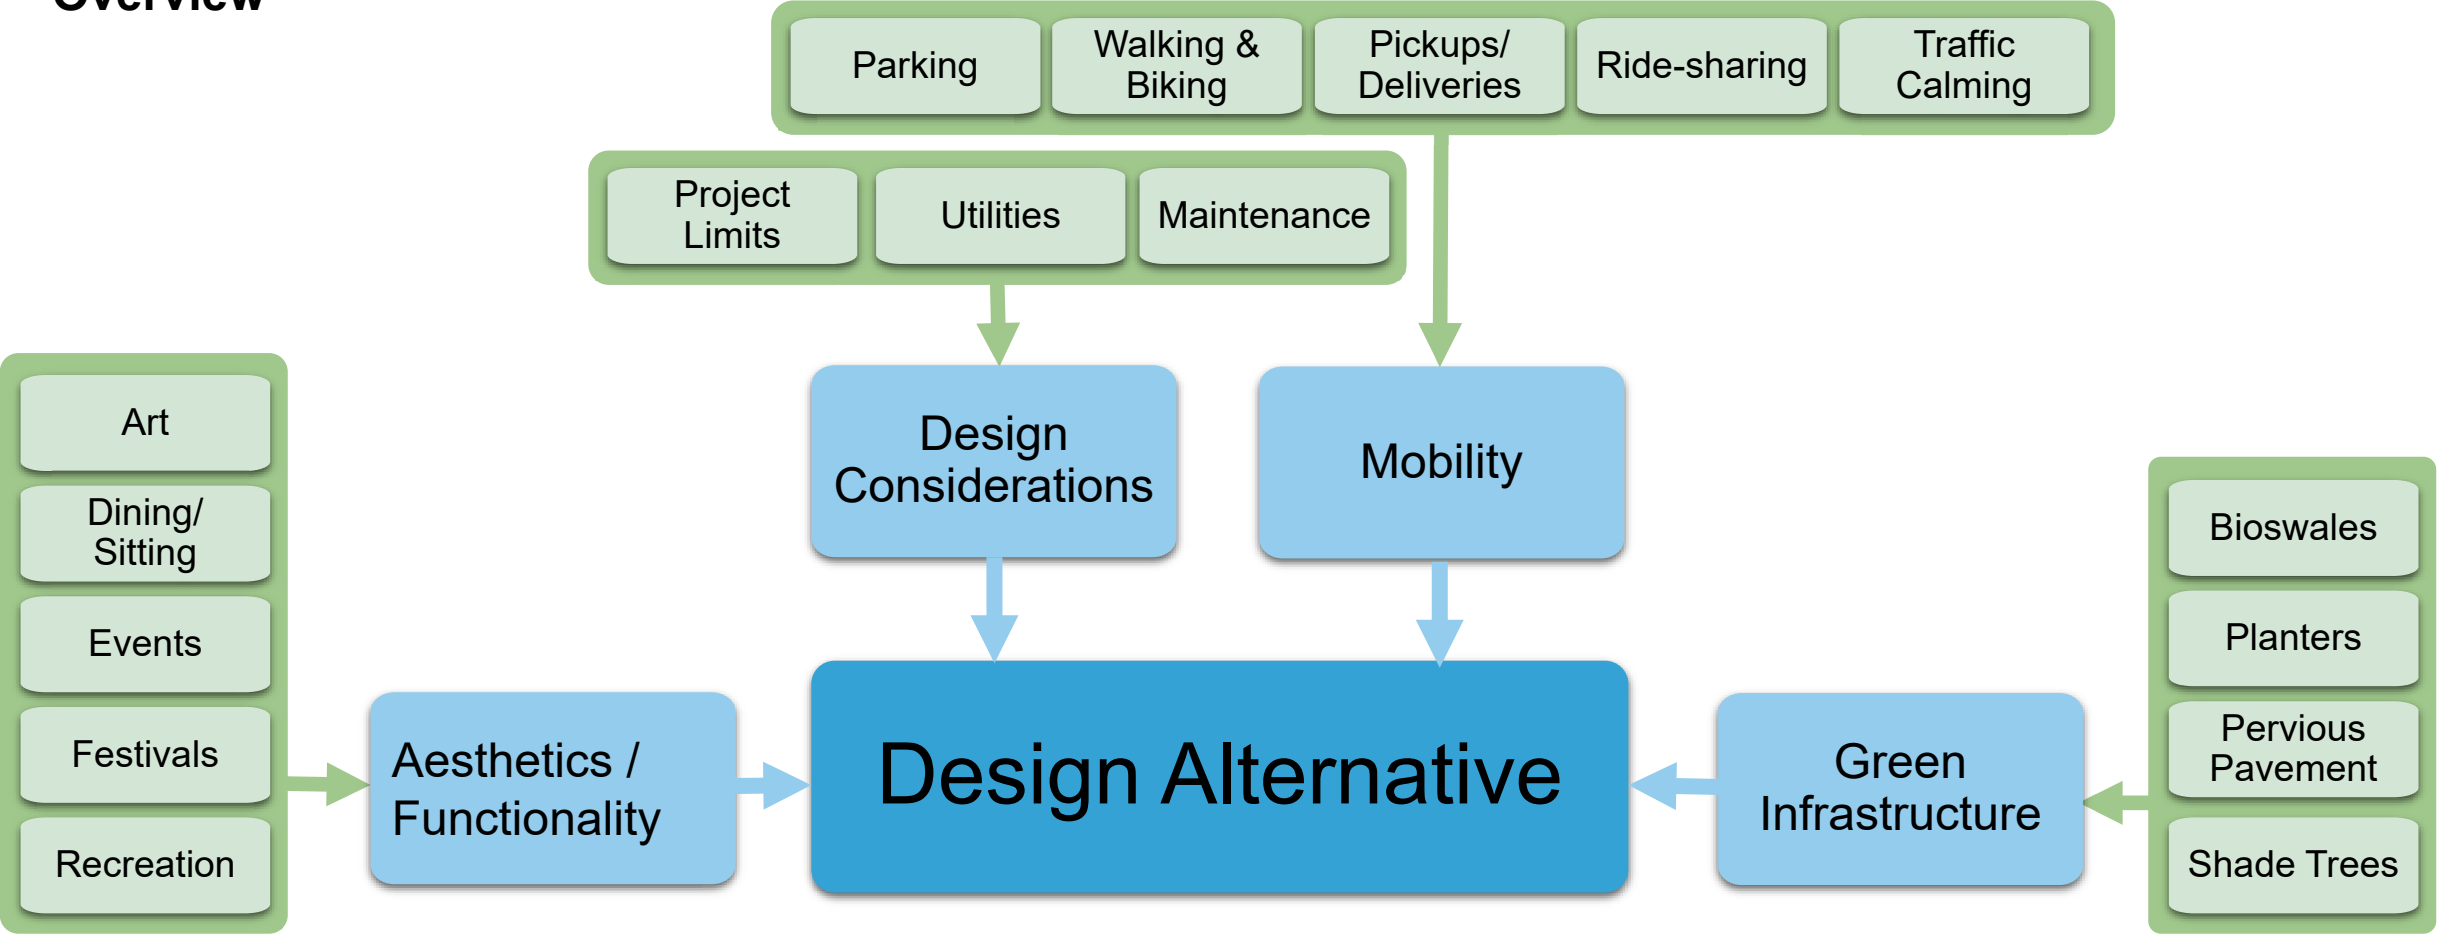 Overview
Parking
Walking &
Biking
Pickups/
Deliveries
Ride-sharing
Traffic
Calming
Project
Limits
Utilities
Maintenance
Art
Dining/
Sitting
Events
Festivals
Recreation
Design
Considerations
Mobility
Aesthetics /
Functionality
Design Alternative
Green
Infrastructure
Bioswales
Planters
Pervious
Pavement
Shade Trees